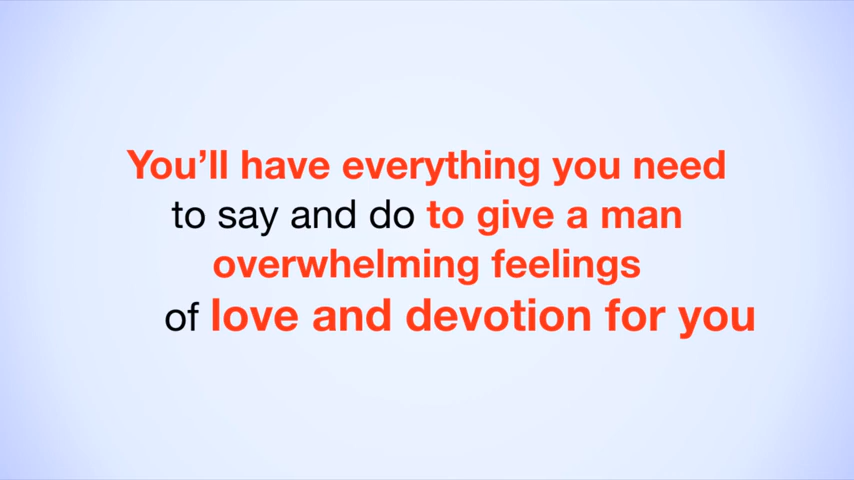 You’ll have everything you need
to say and do to give a man
overwhelming feelings
of love and devotion for you